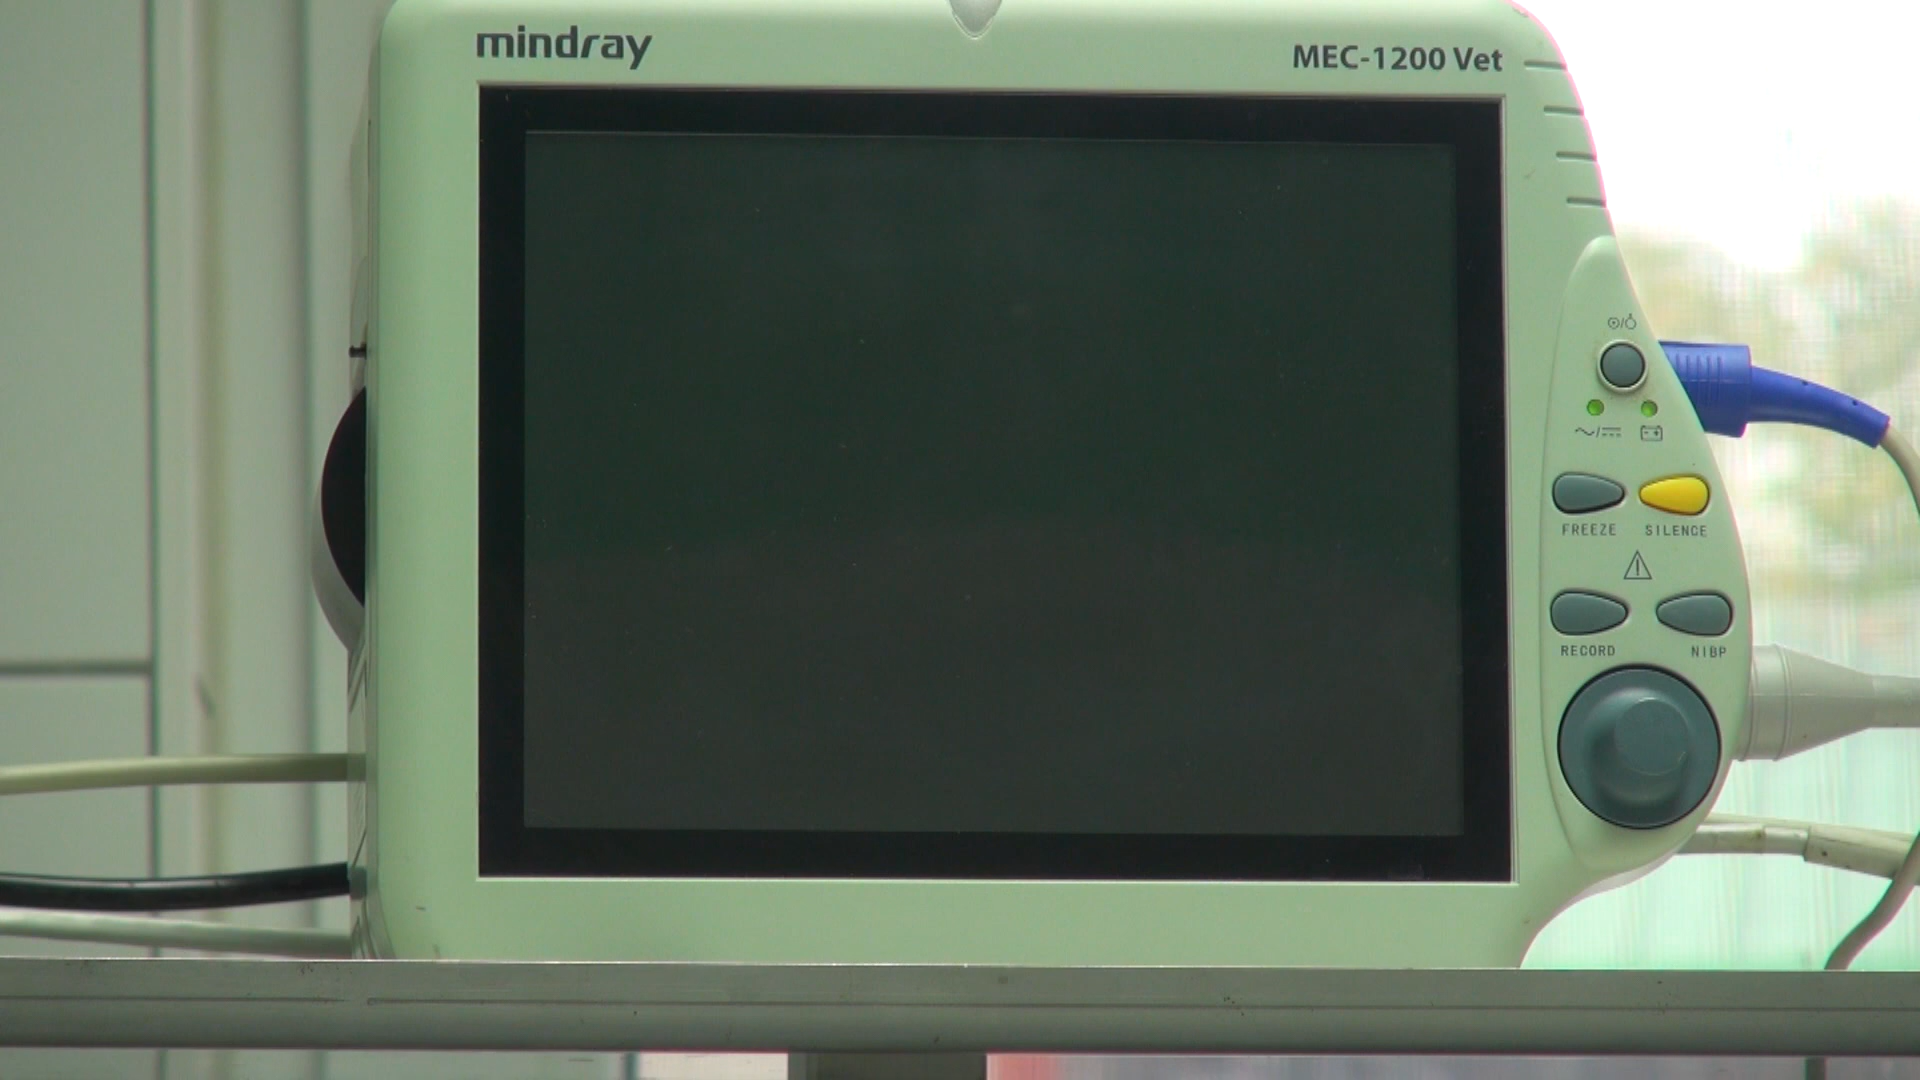 mindray
MEC-1200 Vet
FREEZE
SILENCE
RECORD
NIBP